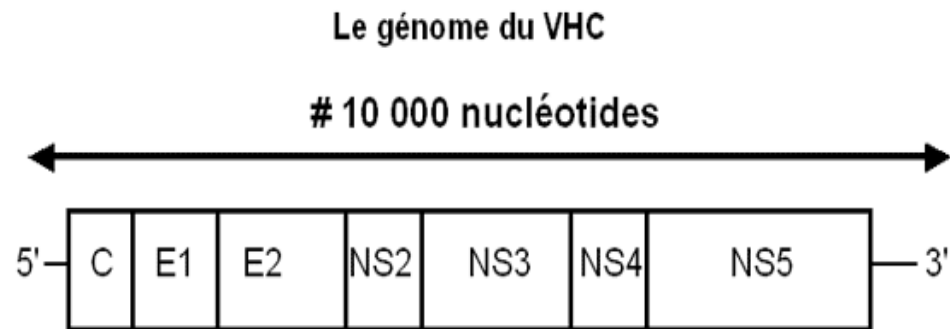 Le génome du VHC
# 10 000 nucléotides
5' C E1 E2 NS2 NS3 NS4 NS5 3'